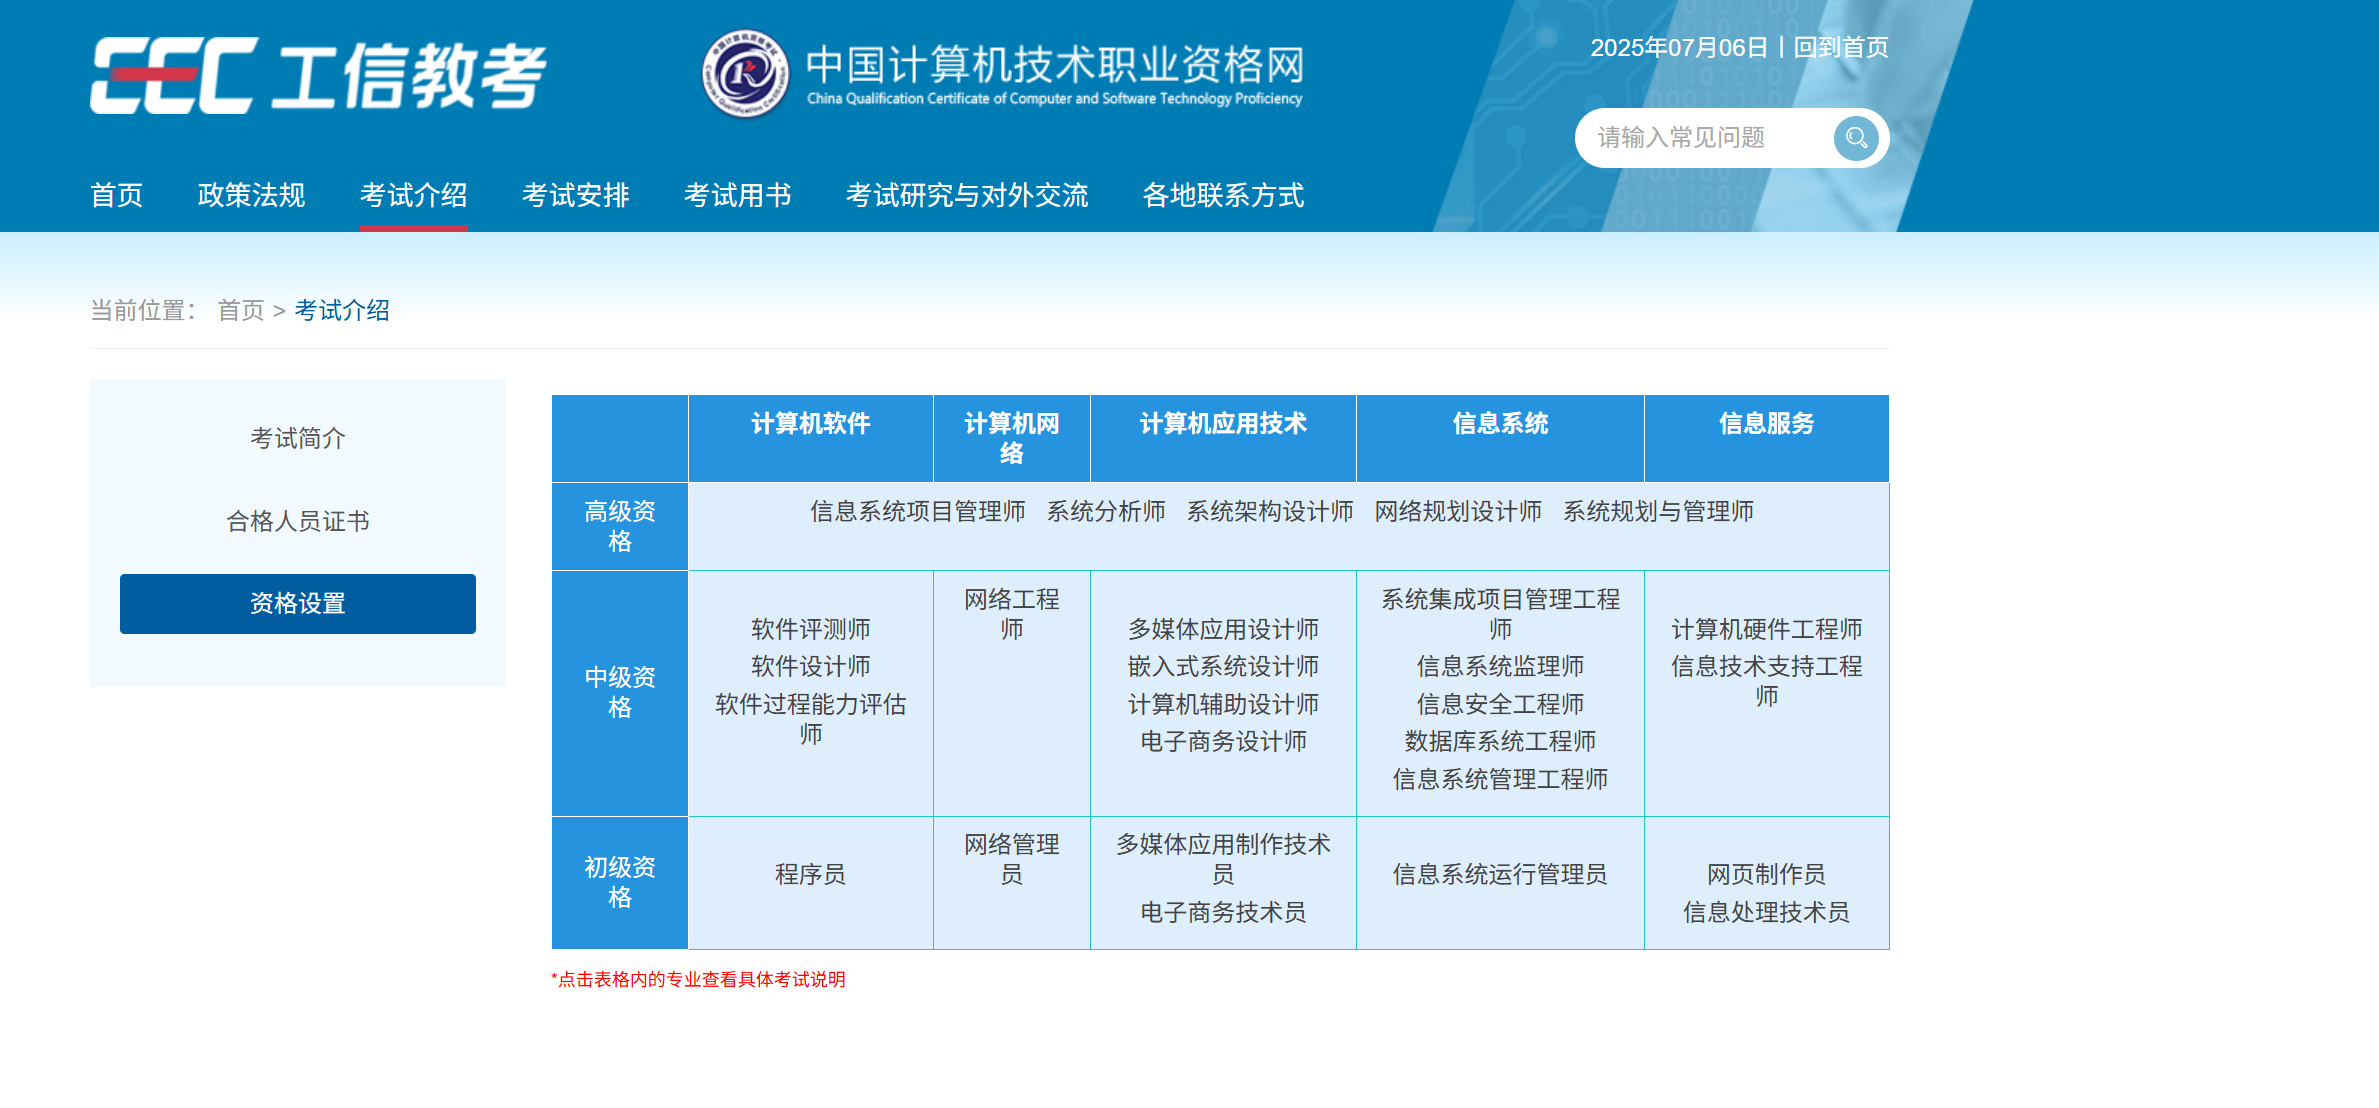 EEC 工信教考
中国计算机技术职业资格网
China Qualification Certificate of Computer and Software Technology Proficiency
2025年07月06日 | 回到首页
请输入常见问题
首页 政策法规 考试介绍 考试安排 考试用书 考试研究与对外交流 各地联系方式
当前位置： 首页 > 考试介绍
考试简介
合格人员证书
资格设置
计算机软件
计算机网
络
计算机应用技术
信息系统
信息服务
高级资
格
信息系统项目管理师 系统分析师 系统架构设计师 网络规划设计师 系统规划与管理师
中级资
格
软件评测师
软件设计师
软件过程能力评估
师
网络工程
师
多媒体应用设计师
嵌入式系统设计师
计算机辅助设计师
电子商务设计师
系统集成项目管理工程
师
信息系统监理师
信息安全工程师
数据库系统工程师
信息系统管理工程师
计算机硬件工程师
信息技术支持工程
师
初级资
格
程序员
网络管理
员
多媒体应用制作技术
员
电子商务技术员
信息系统运行管理员
网页制作员
信息处理技术员
*点击表格内的专业查看具体考试说明